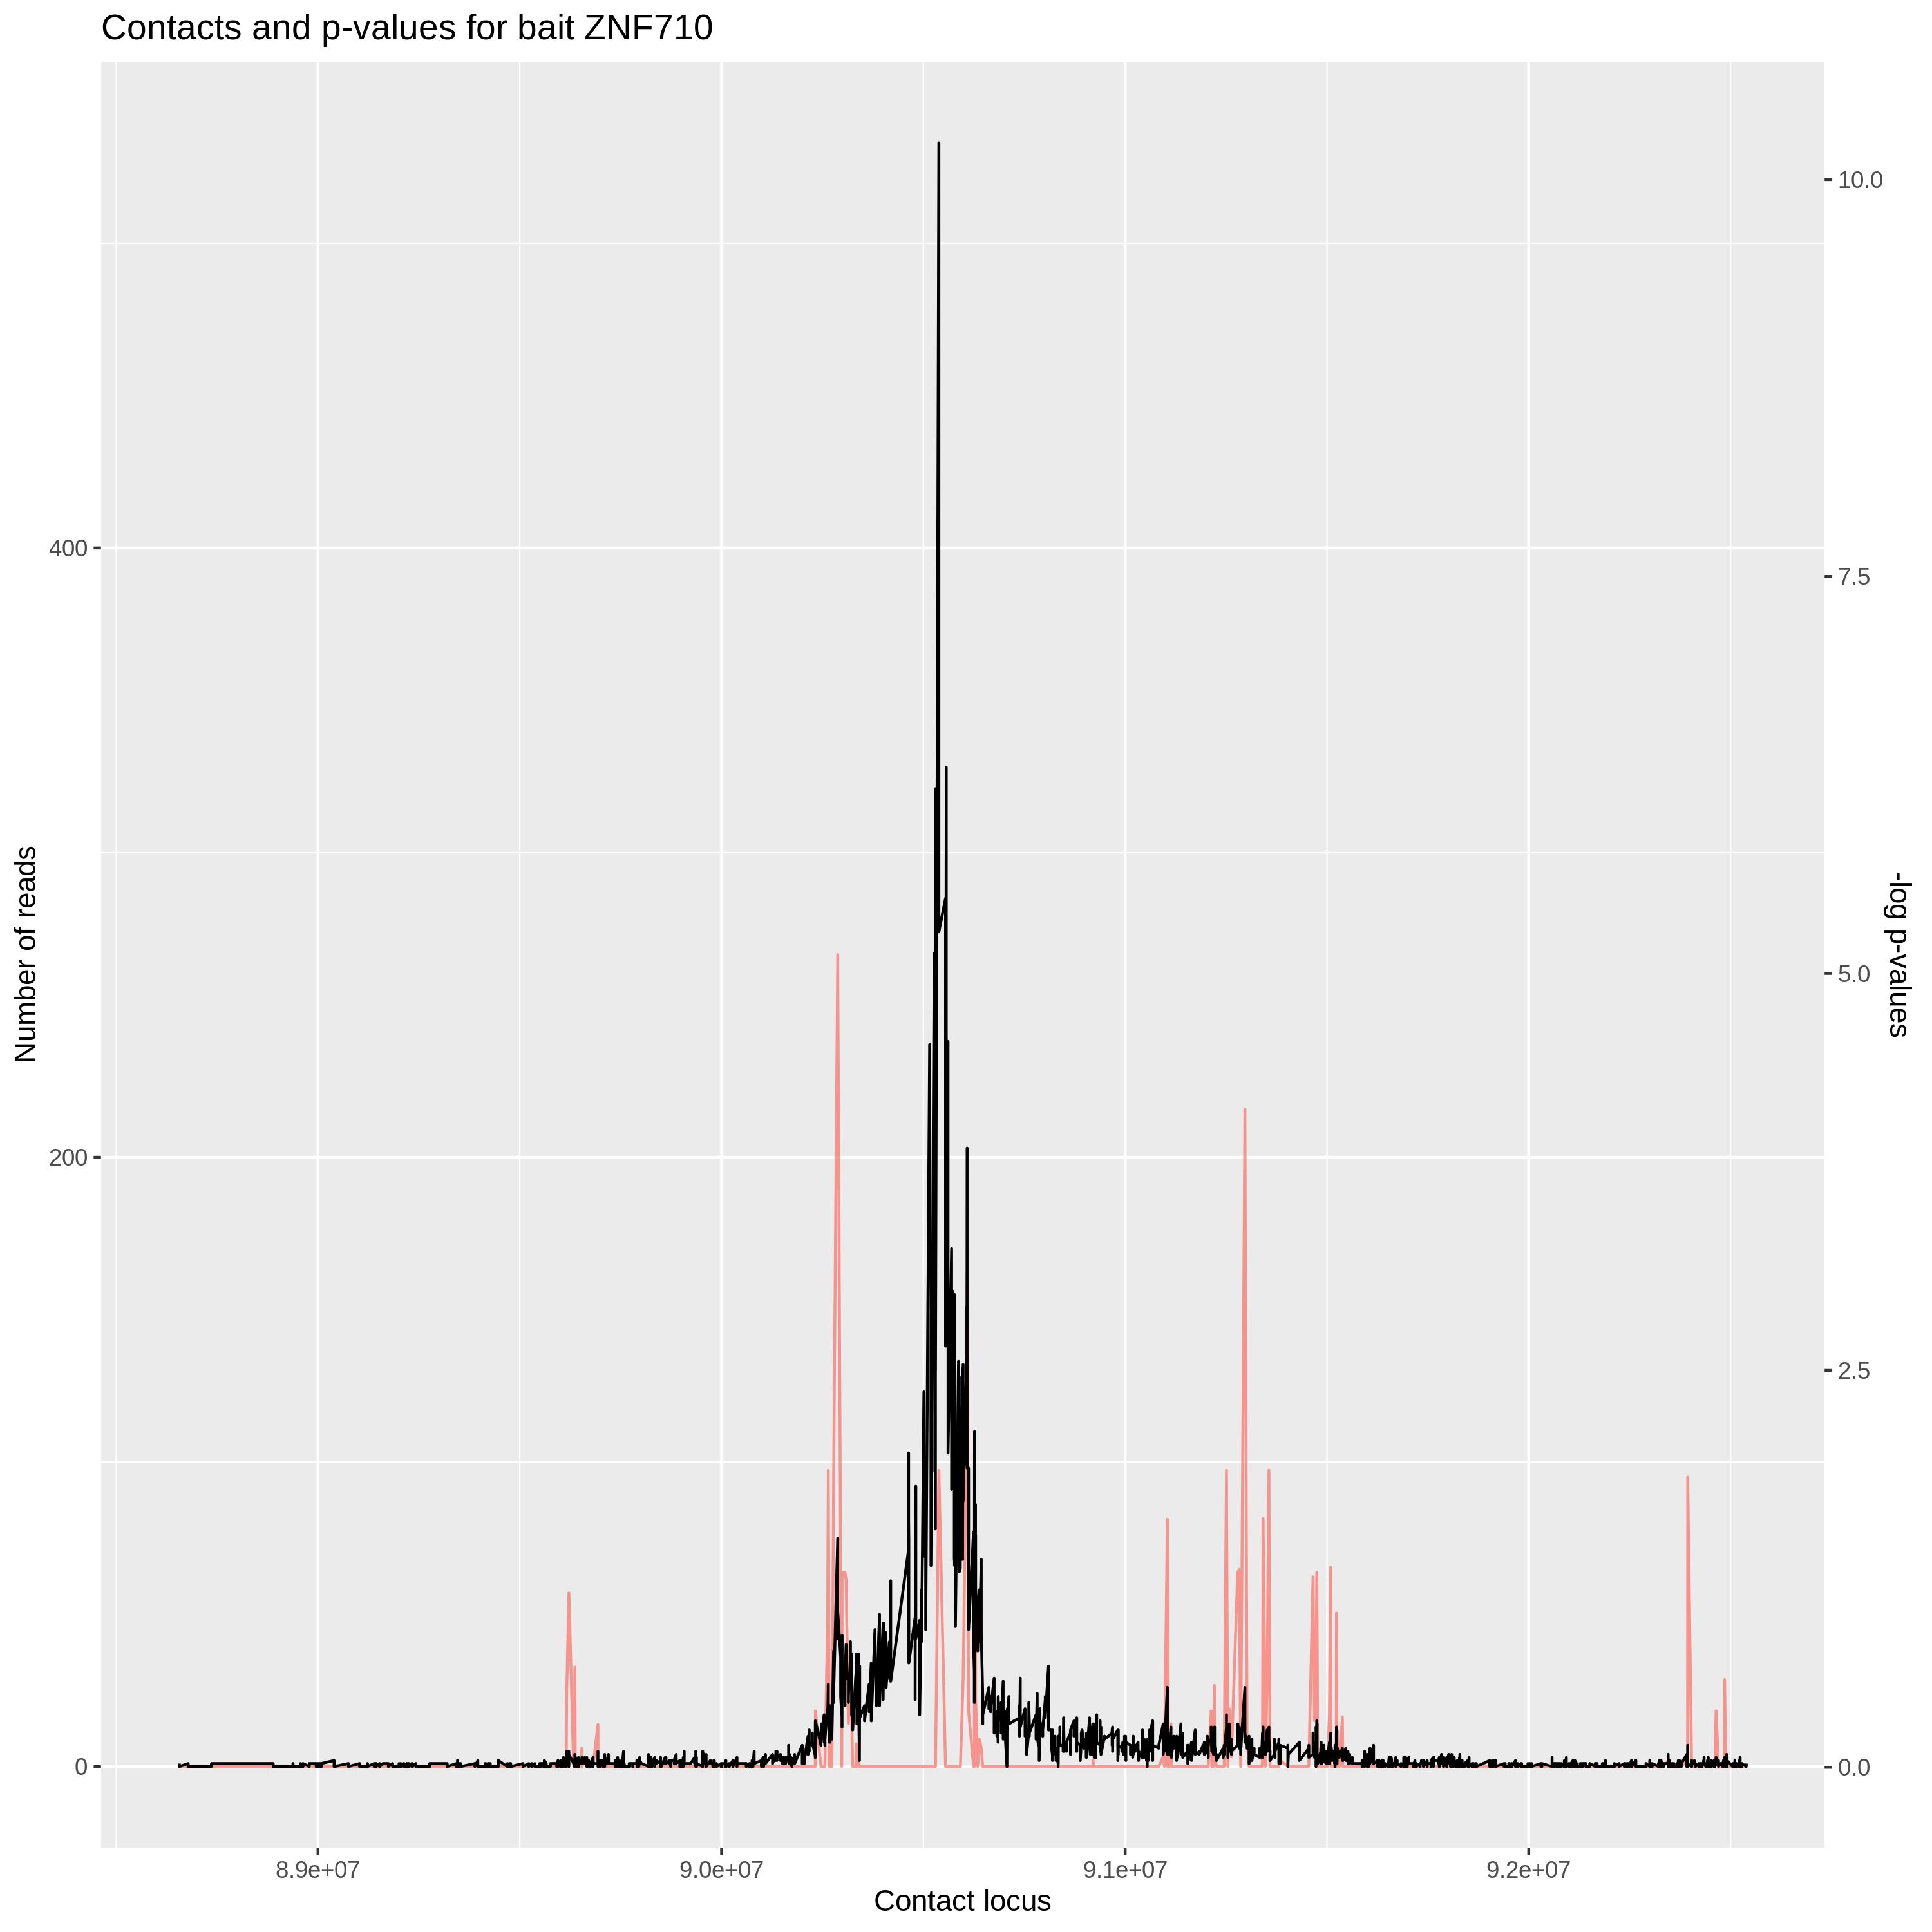 Contacts and p-values for bait ZNF710
Number of reads
400
200
0
10.0
7.5
5.0
2.5
0.0
-log p-values
8.9e+07 9.0e+07 9.1e+07 9.2e+07
Contact locus